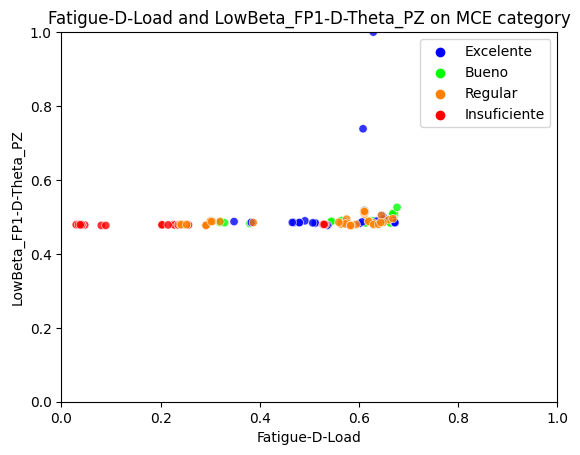 Fatigue-D-Load and LowBeta_FP1-D-Theta_PZ on MCE category
Excelente
Bueno
Regular
Insuficiente
LowBeta_FP1-D-Theta_PZ
1.0
0.8
0.6
0.4
0.2
0.0
0.0 0.2 0.4 0.6 0.8 1.0
Fatigue-D-Load